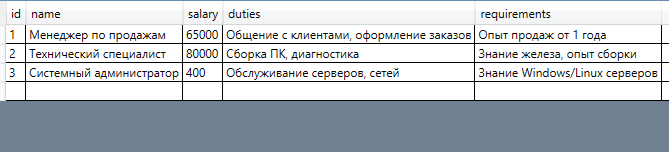 id name salary duties requirements
1 Менеджер по продажам 65000 Общение с клиентами, оформление заказов Опыт продаж от 1 года
2 Технический специалист 80000 Сборка ПК, диагностика Знание железа, опыт сборки
3 Системный администратор 400 Обслуживание серверов, сетей Знание Windows/Linux серверов